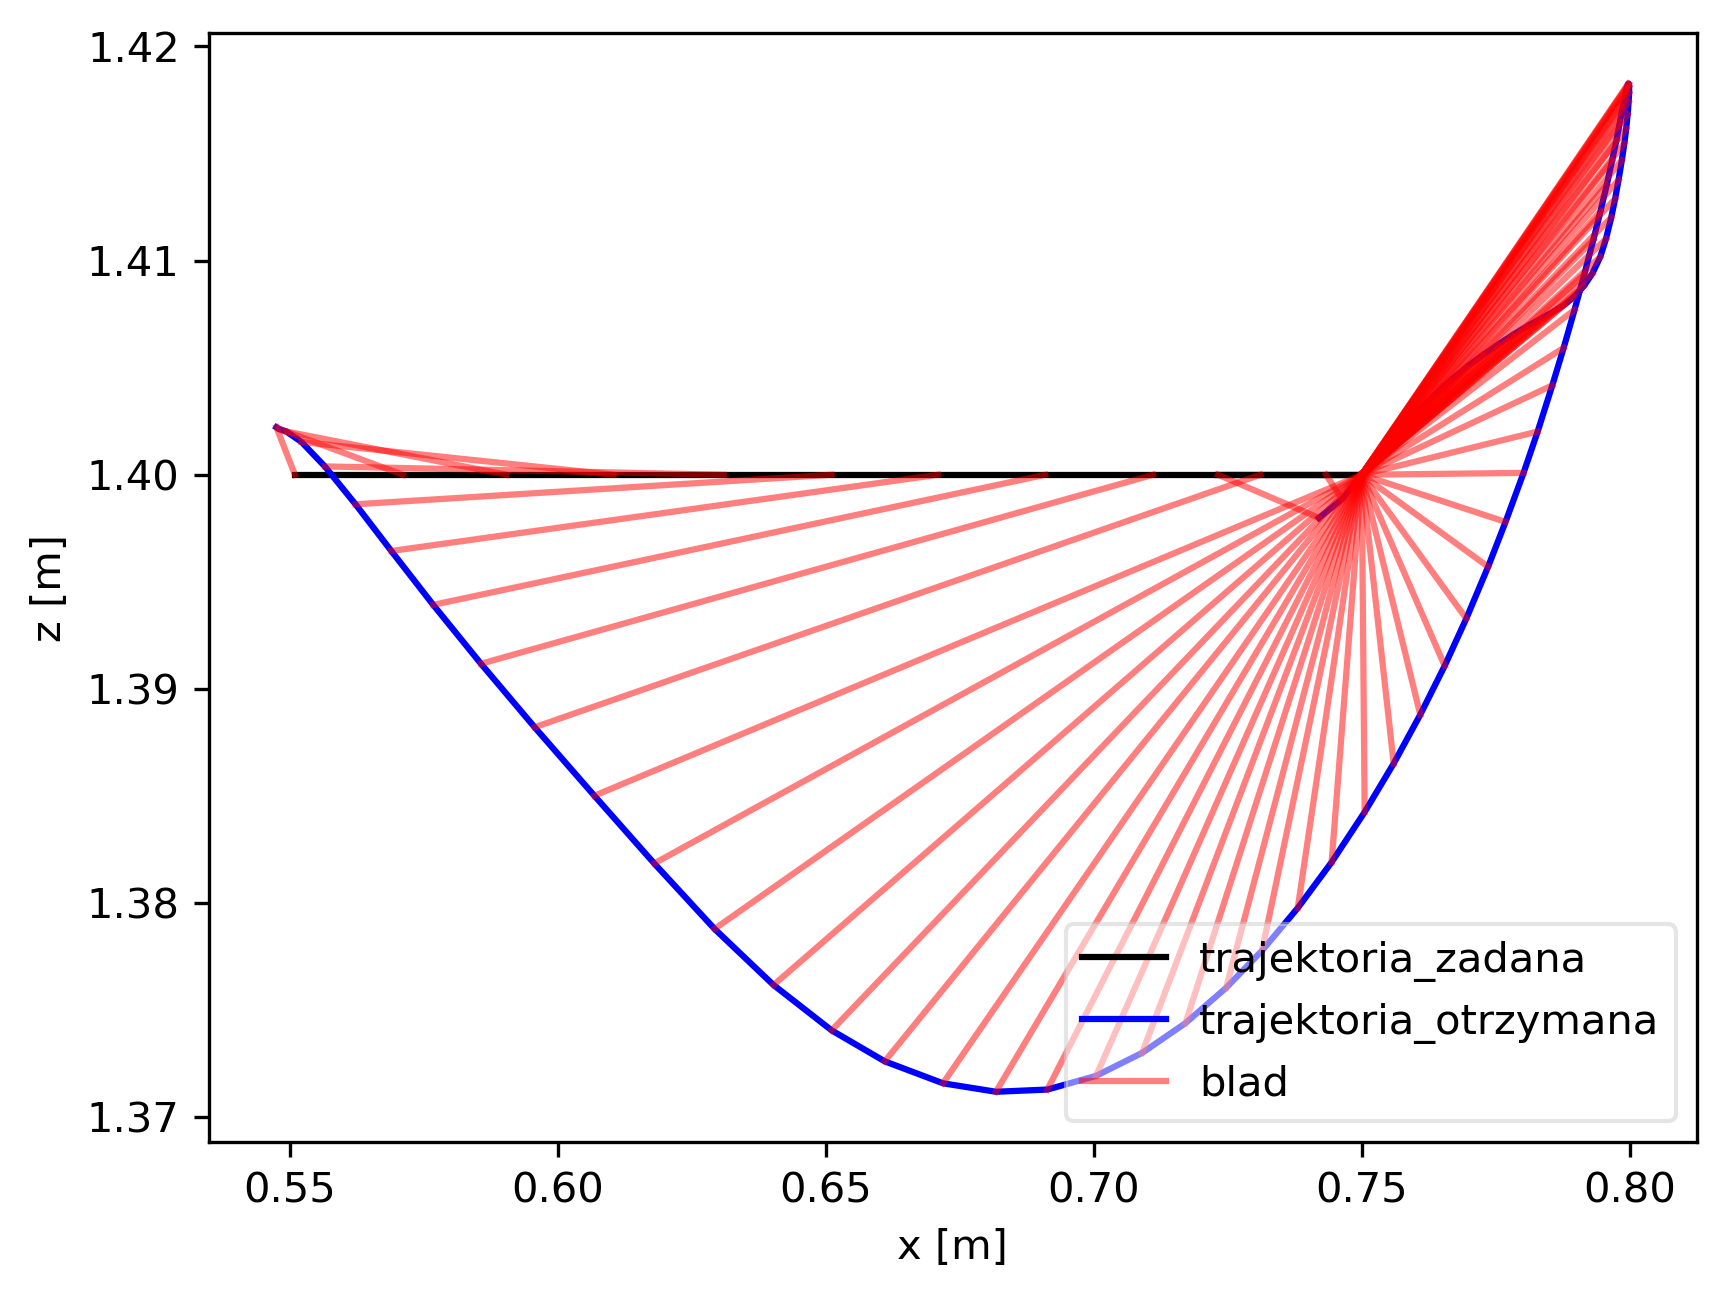 1.42
1.41
1.40
1.39
1.38
1.37
z [m]
0.55 0.60 0.65 0.70 0.75 0.80
x [m]
trajektoria_zadana
trajektoria_otrzymana
blad